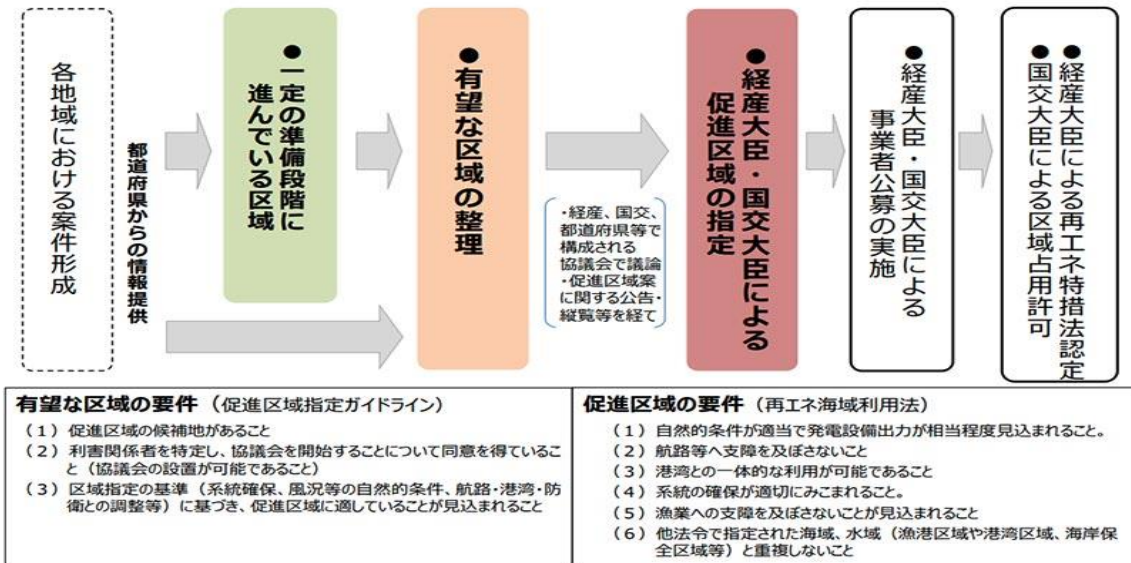 各地域における案件形成
都道府県からの情報提供
●一定の準備段階に
進んでいる区域
●有望な区域の整理
・経産、国交、
都道府県等で
構成される
協議会で議論
・促進区域案
に関する公告・
縦覧等を経て
●経産大臣・国交大臣による
促進区域の指定
●経産大臣・国交大臣による
事業者公募の実施
●経産大臣による再エネ特措法認定
●国交大臣による区域占用許可
有望な区域の要件（促進区域指定ガイドライン）
（１）促進区域の候補地があること
（２）利害関係者を特定し、協議会を開始することについて同意を得ているこ
と（協議会の設置が可能であること）
（３）区域指定の基準（系統確保、風況等の自然的条件、航路・港湾・防
衛との調整等）に基づき、促進区域に適していることが見込まれること
促進区域の要件（再エネ海域利用法）
（１）自然的条件が適当で発電設備出力が相当程度見込まれること。
（２）航路等へ支障を及ぼさないこと
（３）港湾との一体的な利用が可能であること
（４）系統の確保が適切にみこまれること。
（５）漁業への支障を及ぼさないことが見込まれること
（６）他法令で指定された海域、水域（漁港区域や港湾区域、海岸保
全区域等）と重複しないこと